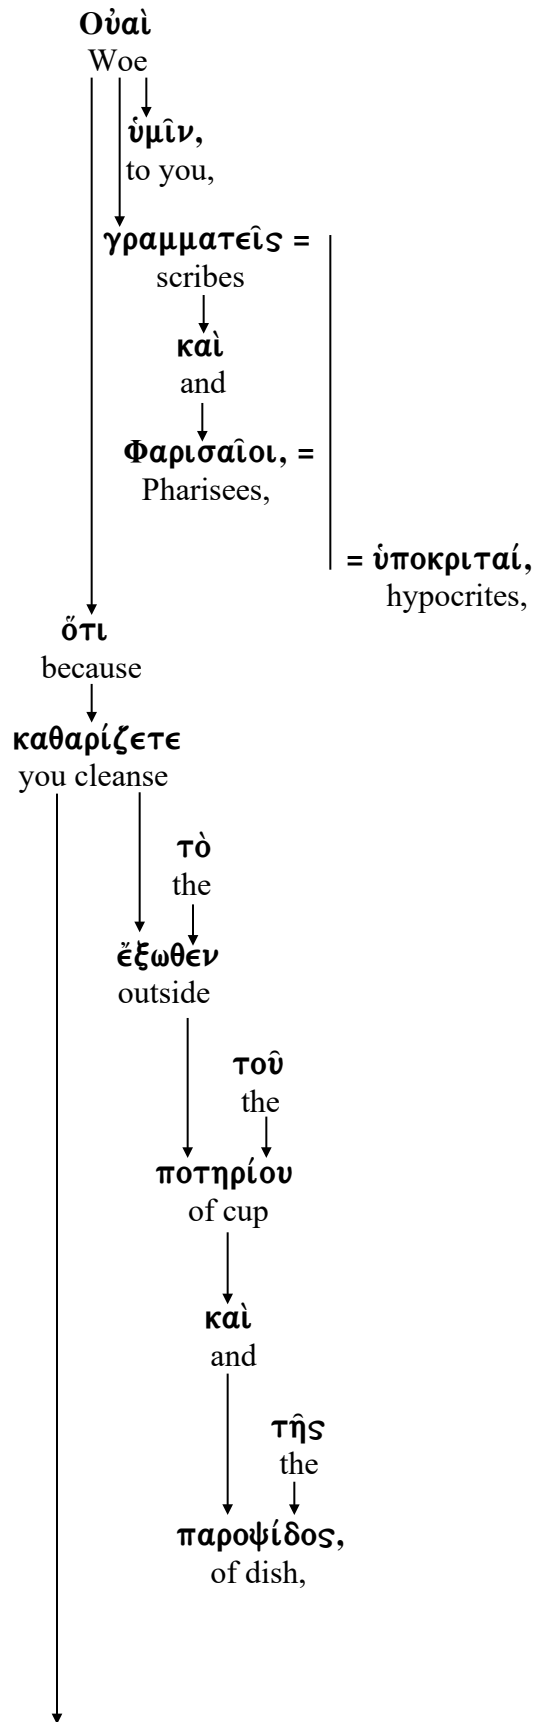 Οὐαὶ
Woe
ὑμῖν,
to you,
γραμματεῖς =
scribes
καὶ
and
Φαρισαῖοι, =
Pharisees,
= ὑποκριταί,
hypocrites,
ὅτι
because
καθαρίζετε
you cleanse
τὸ
the
ἔξωθεν
outside
τοῦ
the
ποτηρίου
of cup
καὶ
and
τῆς
the
παροψίδος,
of dish,